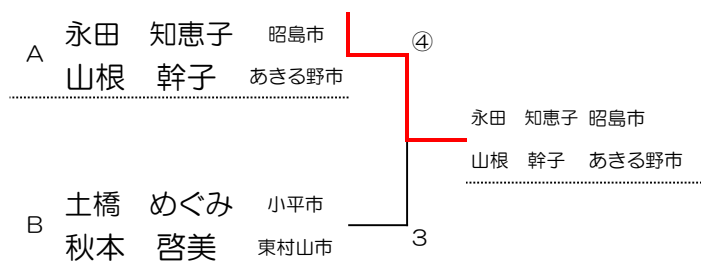 A 永田 知恵子 昭島市 ④
山根 幹子 あきる野市
永田 知恵子 昭島市
山根 幹子 あきる野市
B 土橋 めぐみ 小平市
秋本 啓美 東村山市 3